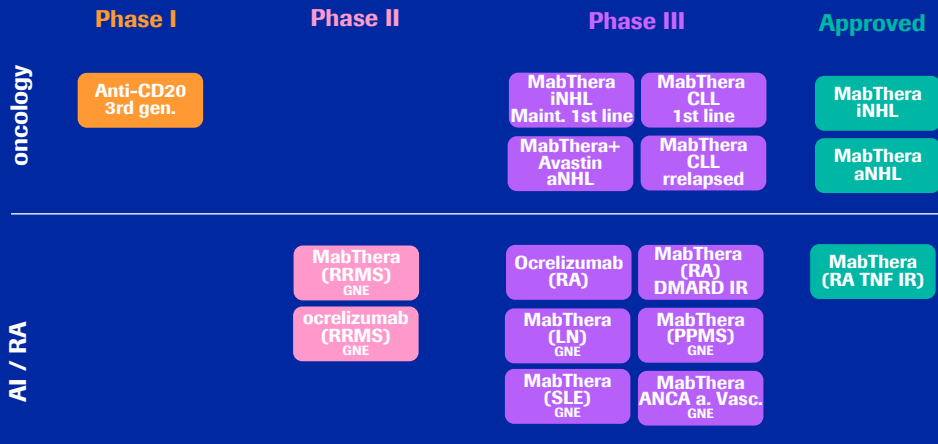 Phase I
Phase II
Phase III
Approved
oncology
Anti-CD20
3rd gen.
MabThera
iNHL
Maint. 1st line
MabThera
CLL
1st line
MabThera
iNHL
MabThera+
Avastin
aNHL
MabThera
CLL
rrelapsed
MabThera
aNHL
AI / RA
MabThera
(RRMS)
GNE
Ocrelizumab
(RA)
MabThera
(RA)
DMARD IR
MabThera
(RA TNF IR)
ocrelizumab
(RRMS)
GNE
MabThera
(LN)
GNE
MabThera
(PPMS)
GNE
MabThera
(SLE)
GNE
MabThera
ANCA a. Vasc.
GNE